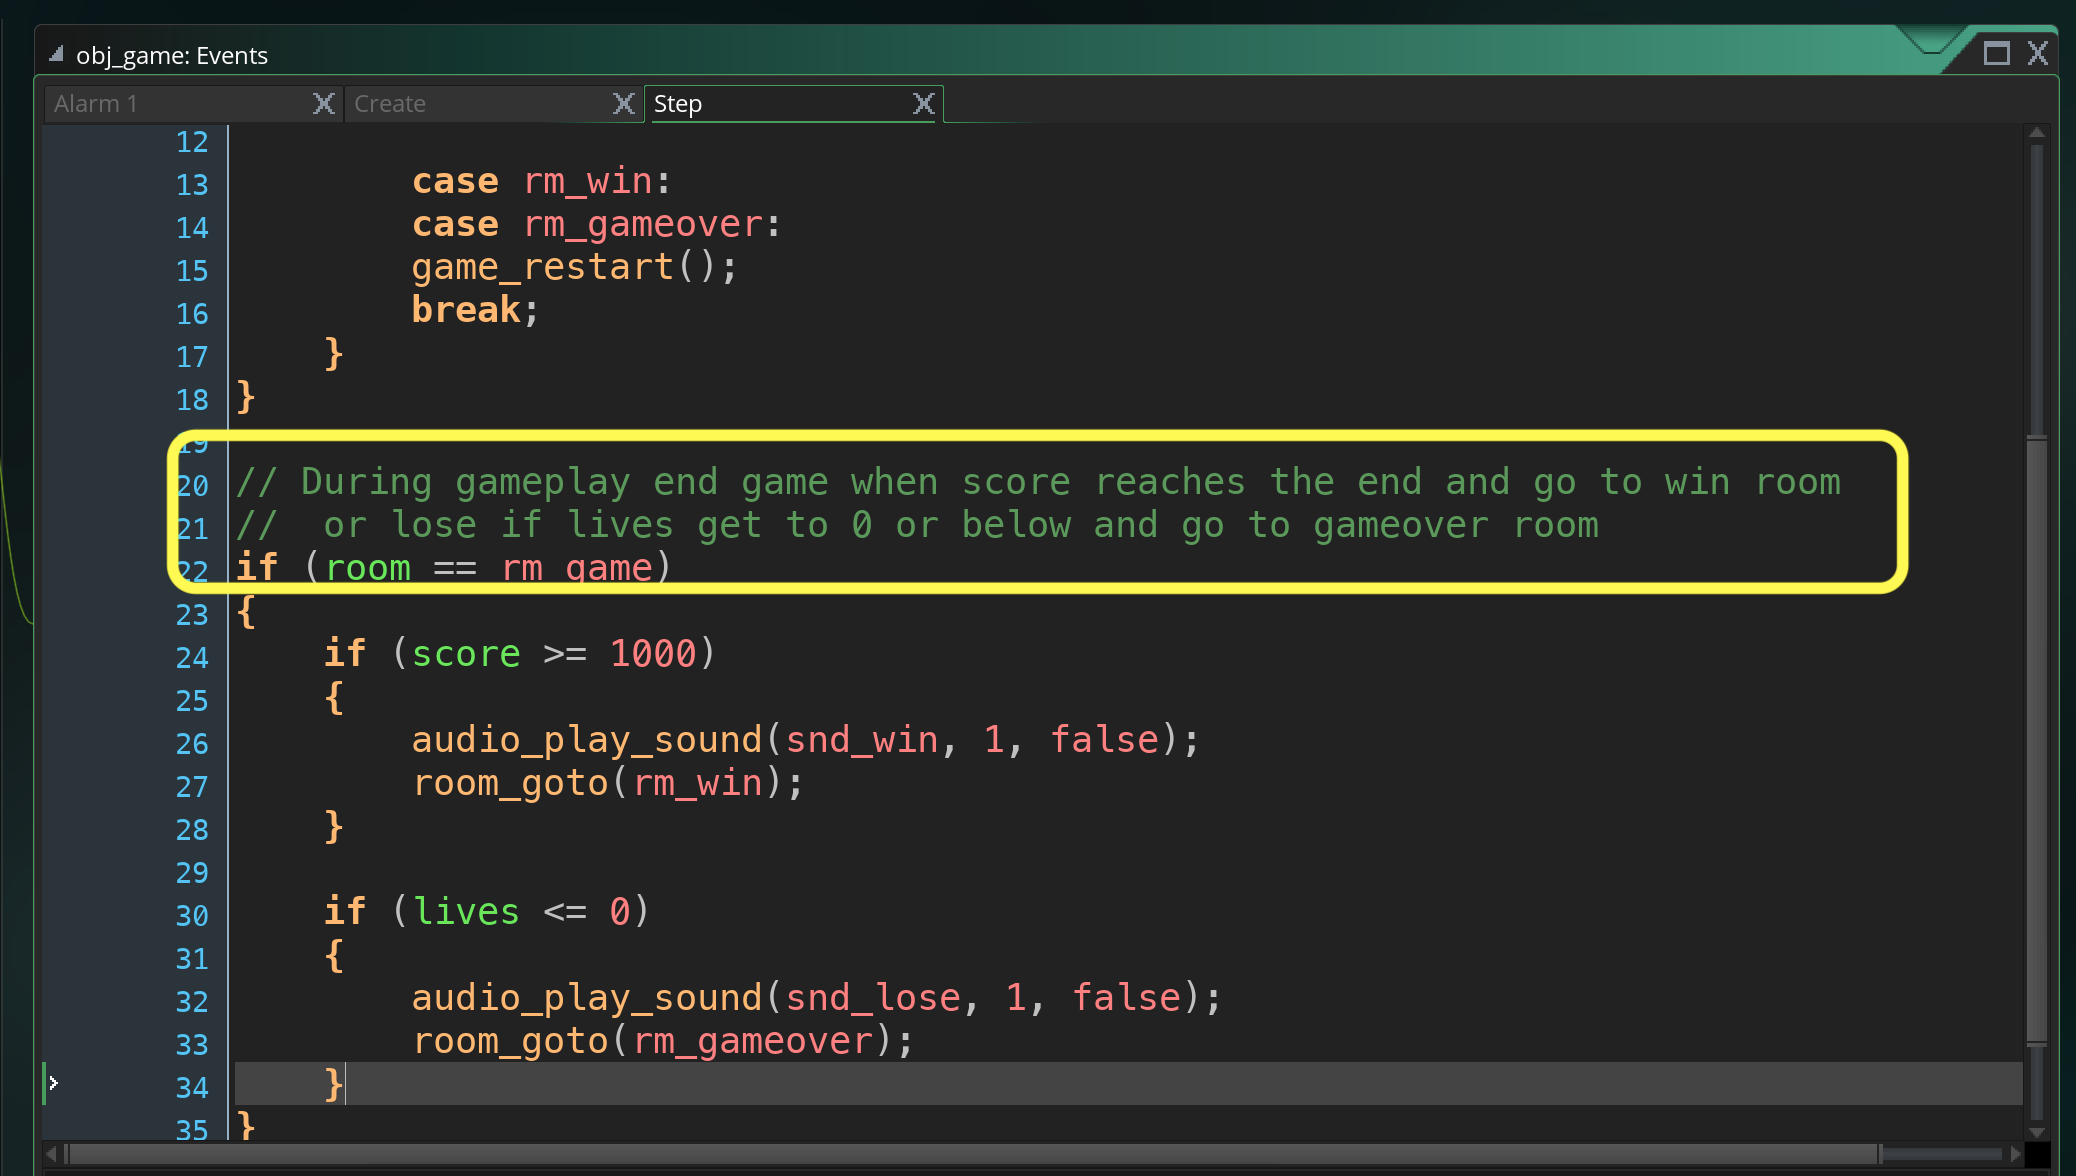 obj_game: Events
Alarm 1 Create Step
12
13 case rm_win:
14 case rm_gameover:
15 game_restart();
16 break;
17 }
18 }
19
20 // During gameplay end game when score reaches the end and go to win room
21 //  or lose if lives get to 0 or below and go to gameover room
22 if (room == rm_game)
23 {
24 if (score >= 1000)
25 {
26 audio_play_sound(snd_win, 1, false);
27 room_goto(rm_win);
28 }
29
30 if (lives <= 0)
31 {
32 audio_play_sound(snd_lose, 1, false);
33 room_goto(rm_gameover);
34 }
35 }